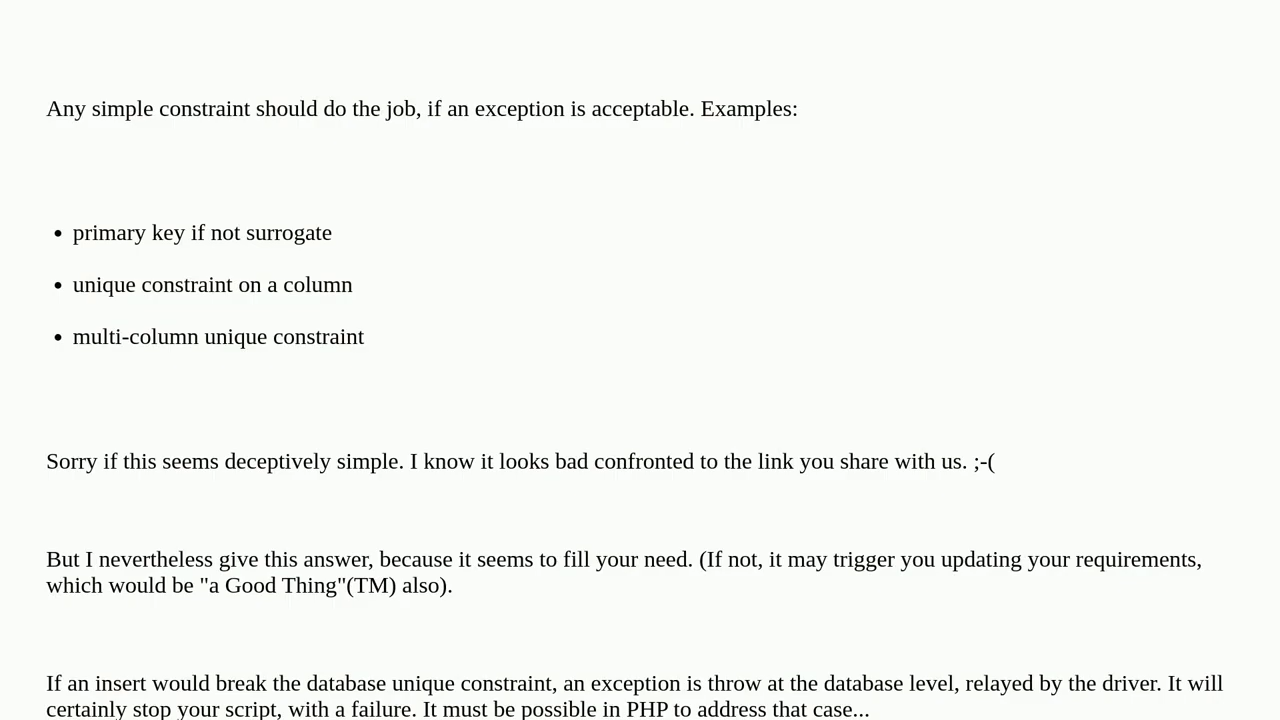 Any simple constraint should do the job, if an exception is acceptable. Examples:
• primary key if not surrogate
• unique constraint on a column
• multi-column unique constraint
Sorry if this seems deceptively simple. I know it looks bad confronted to the link you share with us. ;-(
But I nevertheless give this answer, because it seems to fill your need. (If not, it may trigger you updating your requirements,
which would be "a Good Thing"(TM) also).
If an insert would break the database unique constraint, an exception is throw at the database level, relayed by the driver. It will
certainly stop your script, with a failure. It must be possible in PHP to address that case...